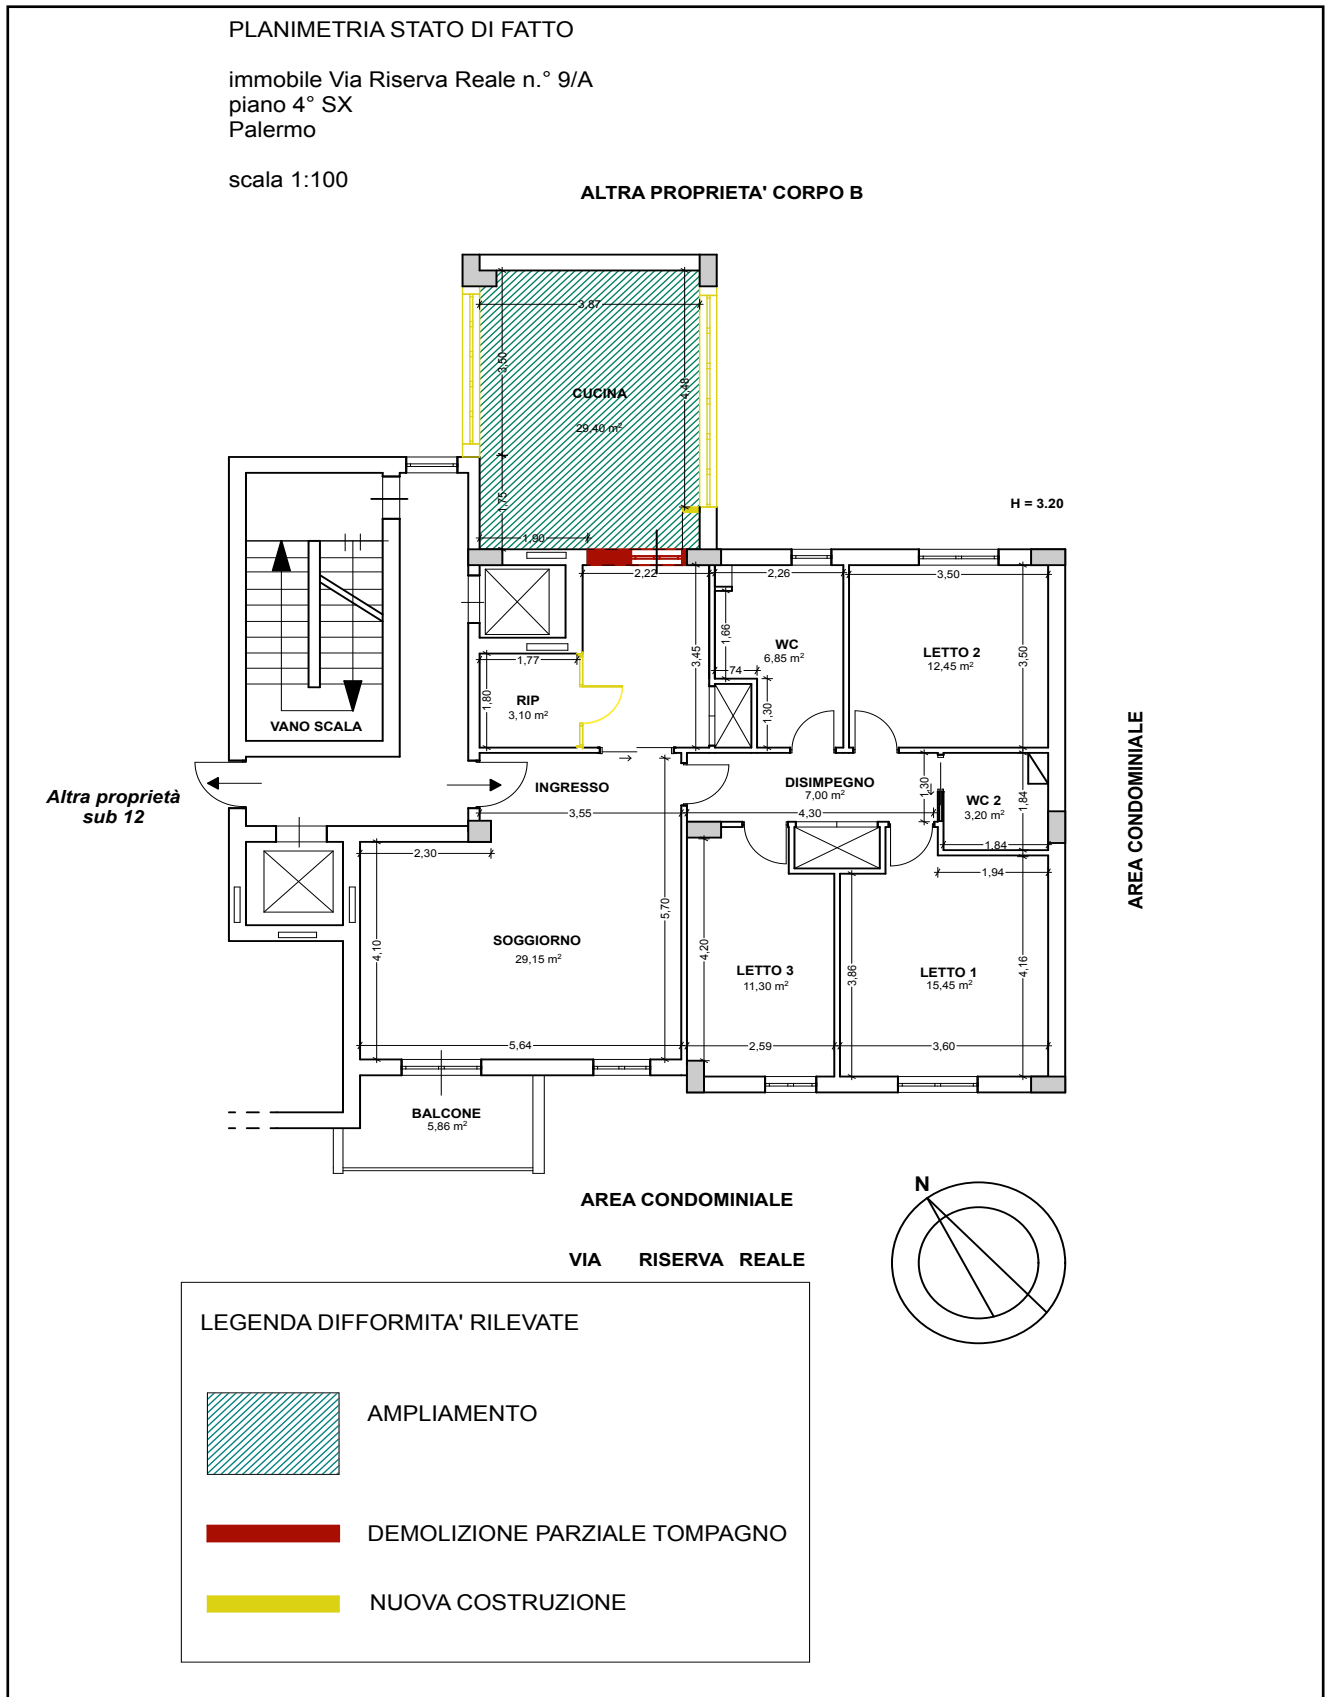 PLANIMETRIA STATO DI FATTO
immobile Via Riserva Reale n.° 9/A
piano 4° SX
Palermo
scala 1:100
ALTRA PROPRIETA' CORPO B
3,87
3,50
4,48
CUCINA
29,40 m²
1,75
H = 3.20
1,90
2,22
2,26
3,50
1,66
3,45
WC
6,85 m²
LETTO 2
12,45 m²
3,50
1,77
74
1,80
RIP
3,10 m²
1,30
VANO SCALA
AREA CONDOMINIALE
Altra proprietà
sub 12
INGRESSO
3,55
DISIMPEGNO
7,00 m²
4,30
1,30
WC 2
3,20 m²
1,84
1,84
2,30
1,94
5,70
4,10
SOGGIORNO
29,15 m²
4,20
LETTO 3
11,30 m²
3,86
LETTO 1
15,45 m²
4,16
5,64
2,59
3,60
BALCONE
5,86 m²
AREA CONDOMINIALE
N
VIA RISERVA REALE
LEGENDA DIFFORMITA' RILEVATE
AMPLIAMENTO
DEMOLIZIONE PARZIALE TOMPAGNO
NUOVA COSTRUZIONE